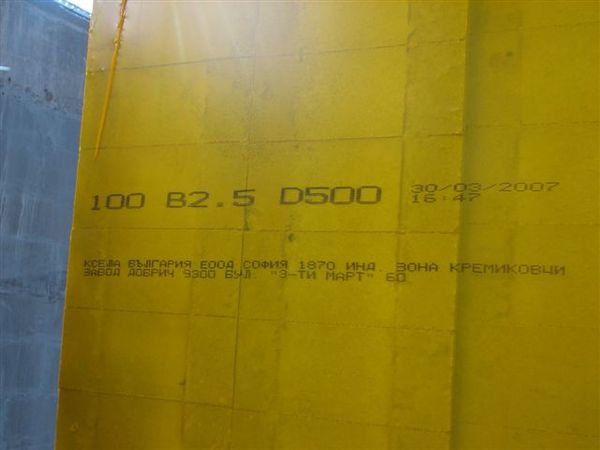 100 B2.5 D500
30/03/2007
16:47
КСЕЛА БЪЛГАРИЯ ЕООД СОФИЯ 1870 ИНД. ЗОНА КРЕМИКОВЦИ
ЗАВОД ДОБРИЧ 9300 БУЛ. "3-ТИ МАРТ" 60